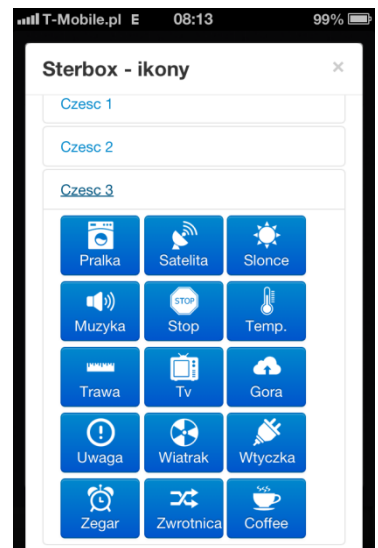 T-Mobile.pl E 08:13 99%
Sterbox - ikony ×
Czesc 1
Czesc 2
Czesc 3
Pralka Satelita Slonce
STOP
Muzyka Stop Temp.
Trawa Tv Gora
Uwaga Wiatrak Wtyczka
Zegar Zwrotnica Coffee